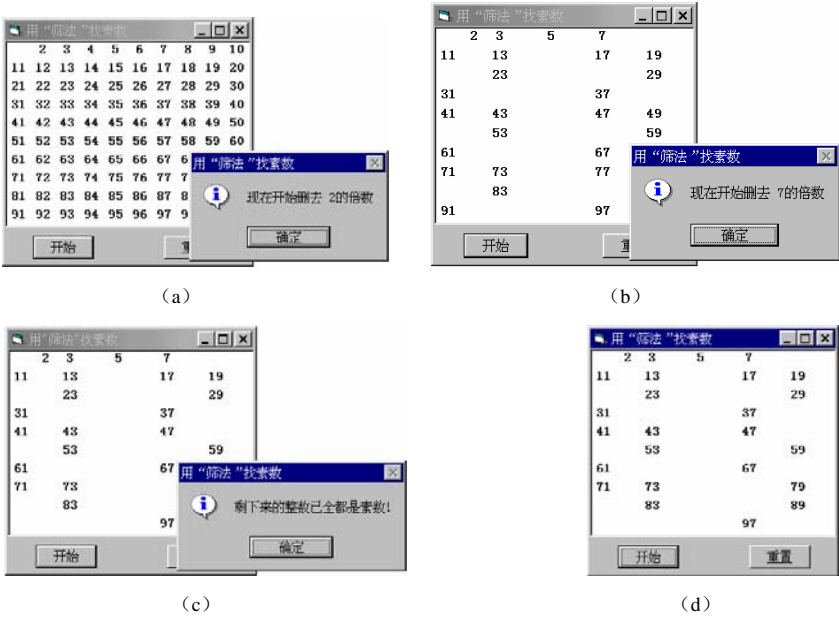 用“筛法”找素数
2 3 4 5 6 7 8 9 10
11 12 13 14 15 16 17 18 19 20
21 22 23 24 25 26 27 28 29 30
31 32 33 34 35 36 37 38 39 40
41 42 43 44 45 46 47 48 49 50
51 52 53 54 55 56 57 58 59 60
61 62 63 64 65 66 67 6
71 72 73 74 75 76 77 7
81 82 83 84 85 86 87 8
91 92 93 94 95 96 97 9
开始
用“筛法”找素数
现在开始删去 2的倍数
确定
(a)
用“筛法”找素数
2 3 5 7
11 13 17 19
23 29
31 37
41 43 47 49
53 59
61 67
71 73 77
83
91 97
开始
用“筛法”找素数
现在开始删去 7的倍数
确定
(b)
用“筛法”找素数
2 3 5 7
11 13 17 19
23 29
31 37
41 43 47
53 59
61 67
71 73
83
97
开始
用“筛法”找素数
剩下来的整数已全都是素数!
确定
(c)
用“筛法”找素数
2 3 5 7
11 13 17 19
23 29
31 37
41 43 47
53 59
61 67
71 73 79
83 89
97
开始 重置
(d)